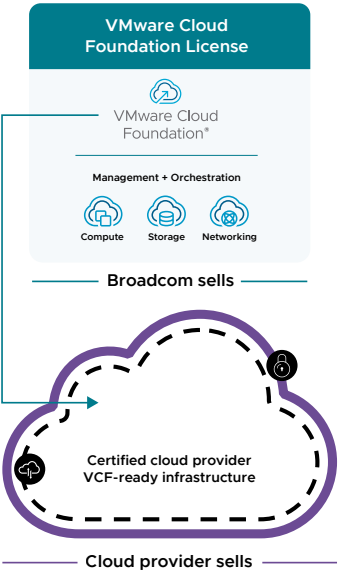 VMware Cloud
Foundation License
VMware Cloud
Foundation®
Management + Orchestration
Compute Storage Networking
Broadcom sells
Certified cloud provider
VCF-ready infrastructure
Cloud provider sells